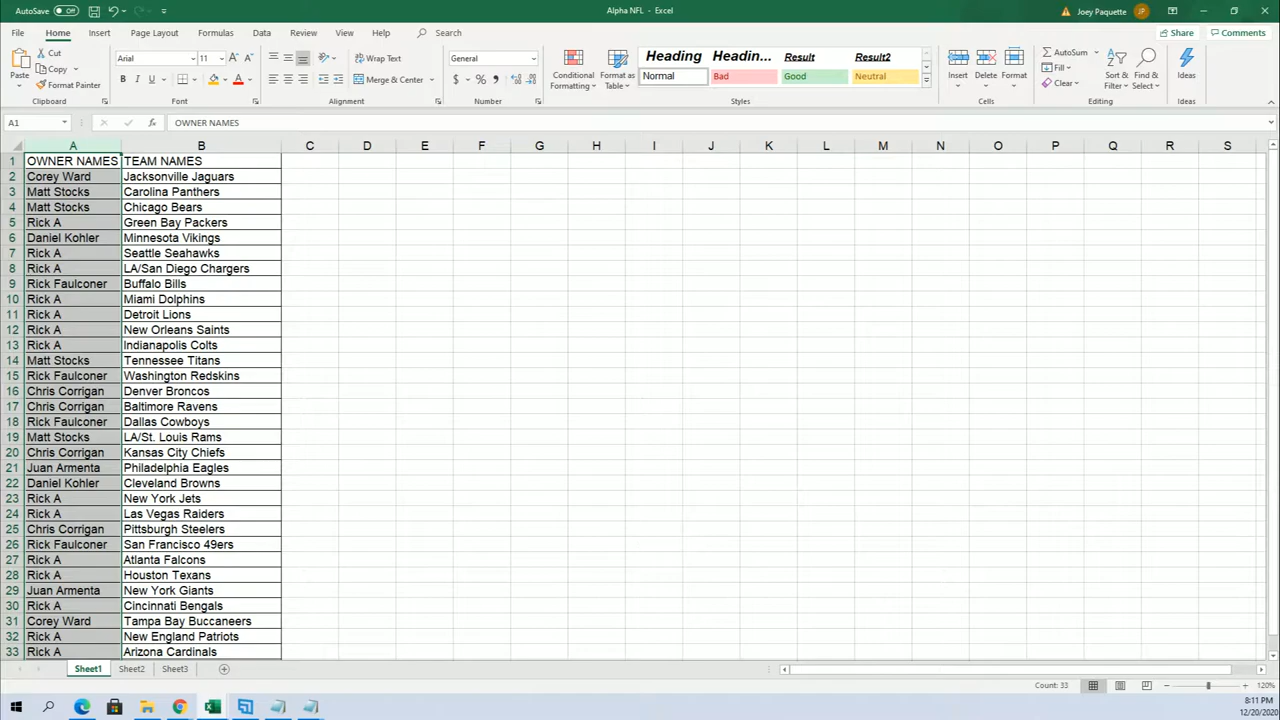 AutoSave Off Alpha NFL - Excel Joey Paquette JP
File Home Insert Page Layout Formulas Data Review View Help Search Share Comments
Paste Cut Copy Format Painter Clipboard
Arial 11 A A B I U A Font
ab Wrap Text Merge & Center Alignment
General $ % , Number
Conditional Formatting Format as Table
Heading Headin... Result Result2
Normal Bad Good Neutral Styles
Insert Delete Format Cells
AutoSum Fill Clear Sort & Filter Find & Select Editing
Ideas Ideas
A1 fx OWNER NAMES
A B C D E F G H I J K L M N O P Q R S
1 OWNER NAMES TEAM NAMES
2 Corey Ward Jacksonville Jaguars
3 Matt Stocks Carolina Panthers
4 Matt Stocks Chicago Bears
5 Rick A Green Bay Packers
6 Daniel Kohler Minnesota Vikings
7 Rick A Seattle Seahawks
8 Rick A LA/San Diego Chargers
9 Rick Faulconer Buffalo Bills
10 Rick A Miami Dolphins
11 Rick A Detroit Lions
12 Rick A New Orleans Saints
13 Rick A Indianapolis Colts
14 Matt Stocks Tennessee Titans
15 Rick Faulconer Washington Redskins
16 Chris Corrigan Denver Broncos
17 Chris Corrigan Baltimore Ravens
18 Rick Faulconer Dallas Cowboys
19 Matt Stocks LA/St. Louis Rams
20 Chris Corrigan Kansas City Chiefs
21 Juan Armenta Philadelphia Eagles
22 Daniel Kohler Cleveland Browns
23 Rick A New York Jets
24 Rick A Las Vegas Raiders
25 Chris Corrigan Pittsburgh Steelers
26 Rick Faulconer San Francisco 49ers
27 Rick A Atlanta Falcons
28 Rick A Houston Texans
29 Juan Armenta New York Giants
30 Rick A Cincinnati Bengals
31 Corey Ward Tampa Bay Buccaneers
32 Rick A New England Patriots
33 Rick A Arizona Cardinals
Sheet1 Sheet2 Sheet3
Count: 33 120%
8:11 PM
12/20/2020